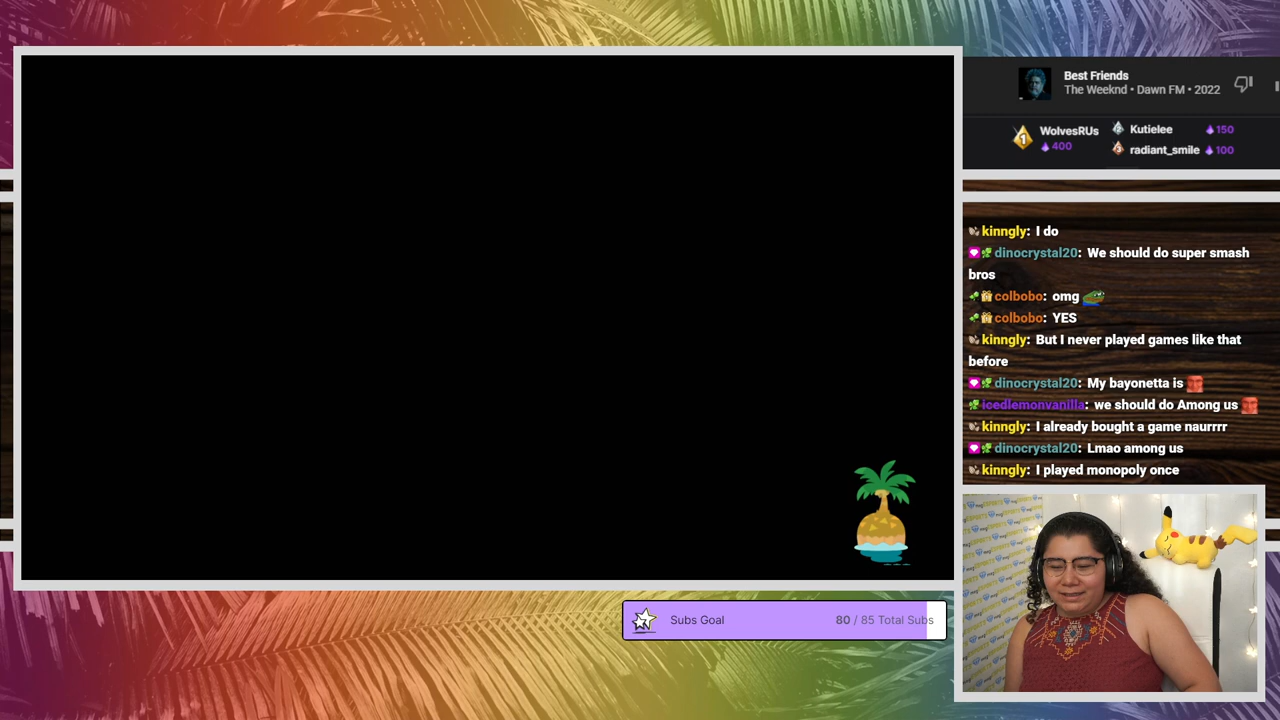 Best Friends
The Weeknd • Dawn FM • 2022
1 WolvesRUs
400
Kutielee 150
radiant_smile 100
kinngly: I do
dinocrystal20: We should do super smash
bros
colbobo: omg
colbobo: YES
kinngly: But I never played games like that
before
dinocrystal20: My bayonetta is
icedlemonvanilla: we should do Among us
kinngly: I already bought a game naurrrr
dinocrystal20: Lmao among us
kinngly: I played monopoly once
Subs Goal 80 / 85 Total Subs